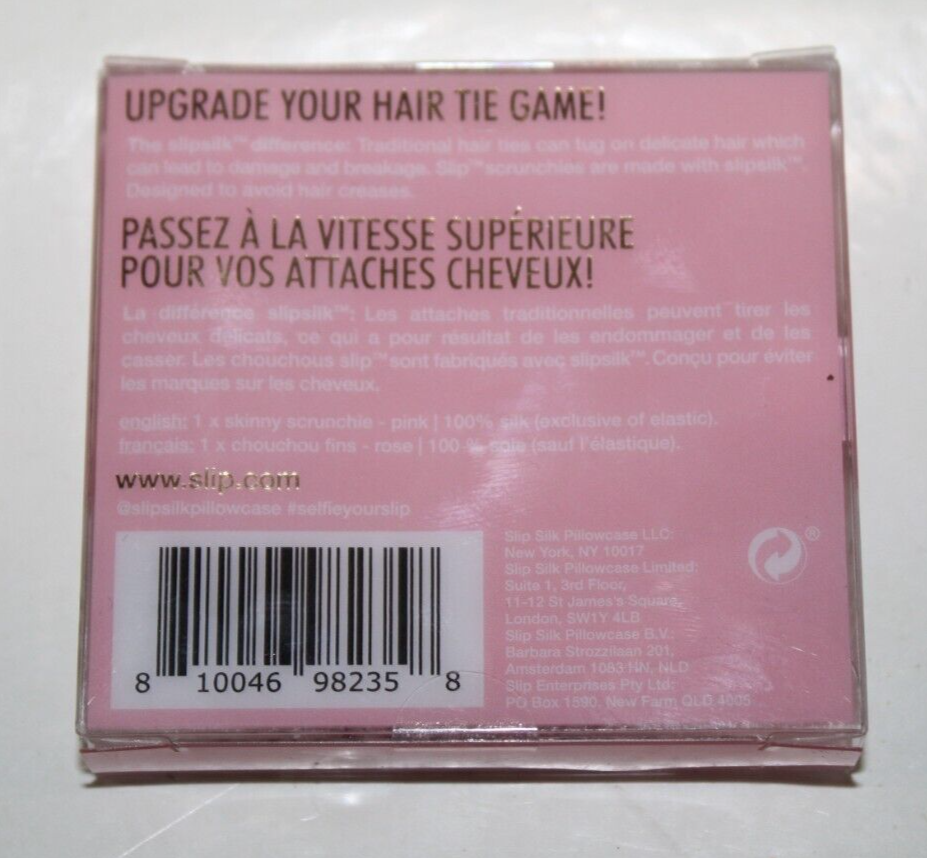 UPGRADE YOUR HAIR TIE GAME!
The slipsilk™ difference: Traditional hair ties can tug on delicate hair which
can lead to damage and breakage. Slip™ scrunchies are made with slipsilk™.
Designed to avoid hair creases.
PASSEZ À LA VITESSE SUPÉRIEURE
POUR VOS ATTACHES CHEVEUX!
La différence slipsilk™: Les attaches traditionnelles peuvent tirer les
cheveux délicats, ce qui a pour résultat de les endommager et de les
casser. Les chouchous slip™ sont fabriqués avec slipsilk™. Conçu pour éviter
les marques sur les cheveux.
english: 1 x skinny scrunchie - pink | 100% silk (exclusive of elastic).
français: 1 x chouchou fins - rose | 100 % soie (sauf l'élastique).
www.slip.com
@slipsilkpillowcase #selfieyourslip
8 10046 98235 8
Slip Silk Pillowcase LLC:
New York, NY 10017
Slip Silk Pillowcase Limited:
Suite 1, 3rd Floor,
11-12 St James's Square,
London, SW1Y 4LB
Slip Silk Pillowcase B.V.:
Barbara Strozzilaan 201,
Amsterdam 1083 HN, NLD
Slip Enterprises Pty Ltd:
PO Box 1590, New Farm QLD 4005
®